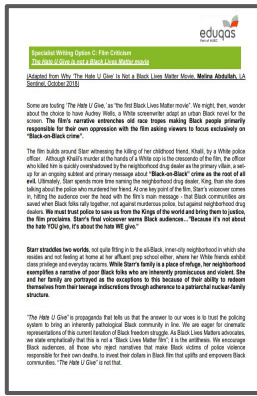 eduqas
Part of WJEC
Specialist Writing Option C: Film Criticism
The Hate U Give is not a Black Lives Matter movie
(Adapted from Why 'The Hate U Give' Is Not a Black Lives Matter Movie, Melina Abdullah, LA
Sentinel, October 2018)
Some are touting 'The Hate U Give,' as "the first Black Lives Matter movie". We might, then, wonder
about the choice to have Audrey Wells, a White screenwriter adapt an urban Black novel for the
screen. The film's narrative entrenches old race tropes making Black people primarily
responsible for their own oppression with the film asking viewers to focus exclusively on
"Black-on-Black crime".
The film builds around Starr witnessing the killing of her childhood friend, Khalil, by a White police
officer. Although Khalil's murder at the hands of a White cop is the crescendo of the film, the officer
who killed him is quickly overshadowed by the neighborhood drug dealer as the primary villain, a set-
up for an ongoing subtext and primary message about "Black-on-Black" crime as the root of all
evil. Ultimately, Starr spends more time naming the neighborhood drug dealer, King, than she does
talking about the police who murdered her friend. At one key point of the film, Starr's voiceover comes
in, hitting the audience over the head with the film's main message - that Black communities are
saved when Black folks rally together, not against murderous police, but against neighborhood drug
dealers. We must trust police to save us from the Kings of the world and bring them to justice,
the film proclaims. Starr's final voiceover warns Black audiences..."Because it's not about
the hate YOU give, it's about the hate WE give."
Starr straddles two worlds, not quite fitting in to the all-Black, inner-city neighborhood in which she
resides and not feeling at home at her affluent prep school either, where her White friends exhibit
class privilege and everyday racisms. While Starr's family is a place of refuge, her neighborhood
exemplifies a narrative of poor Black folks who are inherently promiscuous and violent. She
and her family are portrayed as the exceptions to this because of their ability to
redeem
themselves from their teenage indiscretions through adherence to a patriarchal nuclear-family
structure.
"The Hate U Give" is propaganda that tells us that the answer to our woes is to trust the policing
system to bring an inherently pathological Black community in line. We are eager for cinematic
representations of this current iteration of Black freedom struggle. As Black Lives Matters advocates,
we state emphatically that this is not a "Black Lives Matter film"; it is the antithesis. We encourage
Black audiences, all those who reject narratives that make Black victims of police violence
responsible for their own deaths, to invest their dollars in Black film that uplifts and empowers Black
communities. "The Hate U Give" is not that.